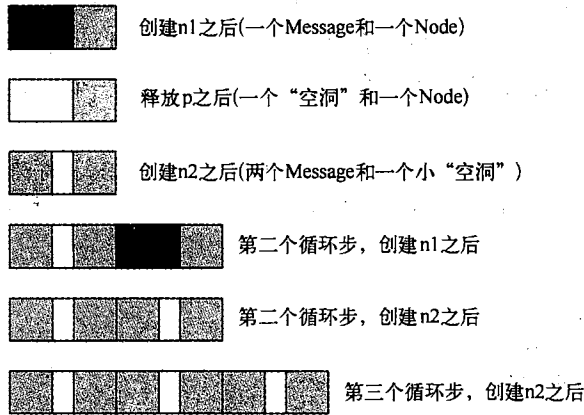 创建n1之后(一个Message和一个Node)
释放p之后(一个“空洞”和一个Node)
创建n2之后(两个Message和一个小“空洞”)
第二个循环步，创建n1之后
第二个循环步，创建n2之后
第三个循环步，创建n2之后